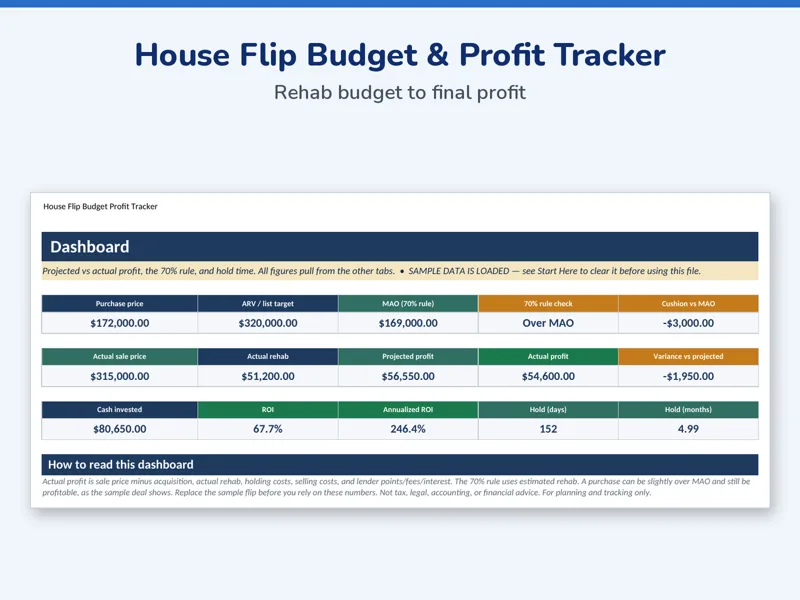 House Flip Budget & Profit Tracker
Rehab budget to final profit
House Flip Budget Profit Tracker
Dashboard
Projected vs actual profit, the 70% rule, and hold time. All figures pull from the other tabs. • SAMPLE DATA IS LOADED — see Start Here to clear it before using this file.
Purchase price ARV / list target MAO (70% rule) 70% rule check Cushion vs MAO
$172,000.00 $320,000.00 $169,000.00 Over MAO -$3,000.00
Actual sale price Actual rehab Projected profit Actual profit Variance vs projected
$315,000.00 $51,200.00 $56,550.00 $54,600.00 -$1,950.00
Cash invested ROI Annualized ROI Hold (days) Hold (months)
$80,650.00 67.7% 246.4% 152 4.99
How to read this dashboard
Actual profit is sale price minus acquisition, actual rehab, holding costs, selling costs, and lender points/fees/interest. The 70% rule uses estimated rehab. A purchase can be slightly over MAO and still be
profitable, as the sample deal shows. Replace the sample flip before you rely on these numbers. Not tax, legal, accounting, or financial advice. For planning and tracking only.